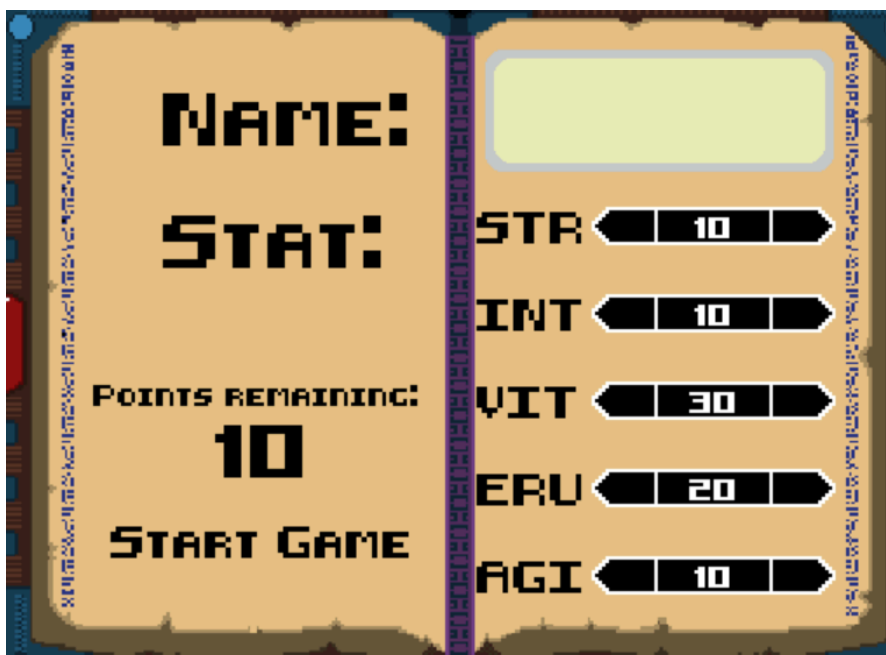 Name:
Stat:
Points remaining:
10
Start Game
STR 10
INT 10
VIT 30
ERU 20
AGI 10